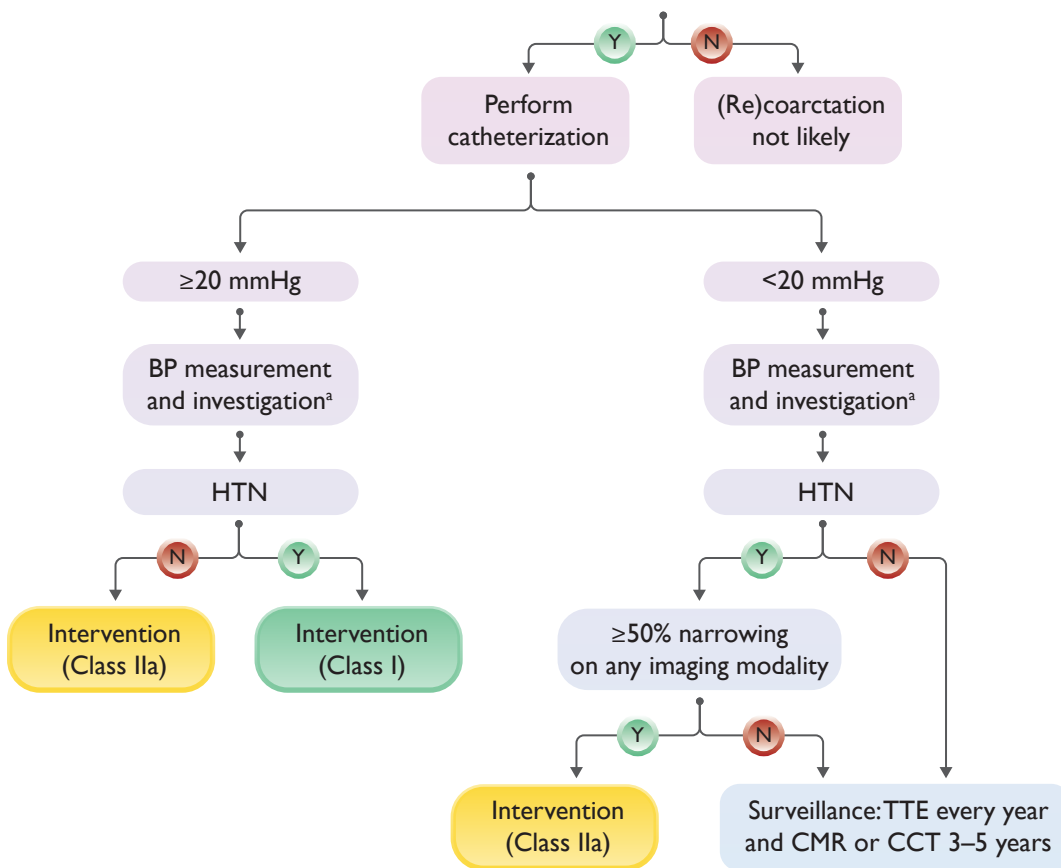 Y
N
Perform
catheterization
(Re)coarctation
not likely
≥20 mmHg
<20 mmHg
BP measurement
and investigationᵃ
BP measurement
and investigationᵃ
HTN
HTN
N
Y
Y
N
Intervention
(Class IIa)
Intervention
(Class I)
≥50% narrowing
on any imaging modality
Y
N
Intervention
(Class IIa)
Surveillance: TTE every year
and CMR or CCT 3–5 years